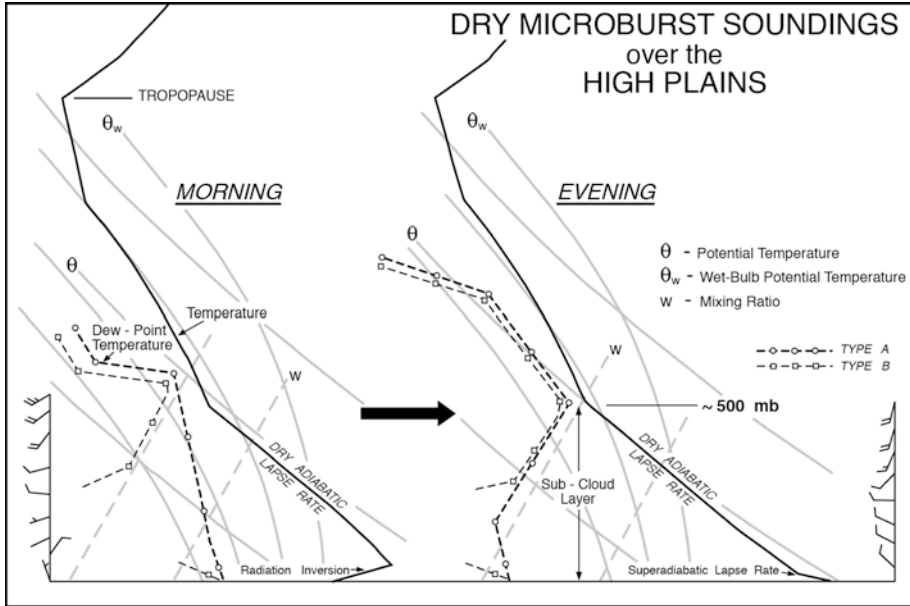 DRY MICROBURST SOUNDINGS
over the
HIGH PLAINS
TROPOPAUSE
θw
MORNING
θ
Temperature
Dew - Point
Temperature
w
DRY ADIABATIC
LAPSE RATE
Radiation Inversion
θw
EVENING
θ
θ - Potential Temperature
θw - Wet-Bulb Potential Temperature
w - Mixing Ratio
TYPE A
TYPE B
w
~ 500 mb
DRY ADIABATIC
LAPSE RATE
Sub - Cloud
Layer
Superadiabatic Lapse Rate